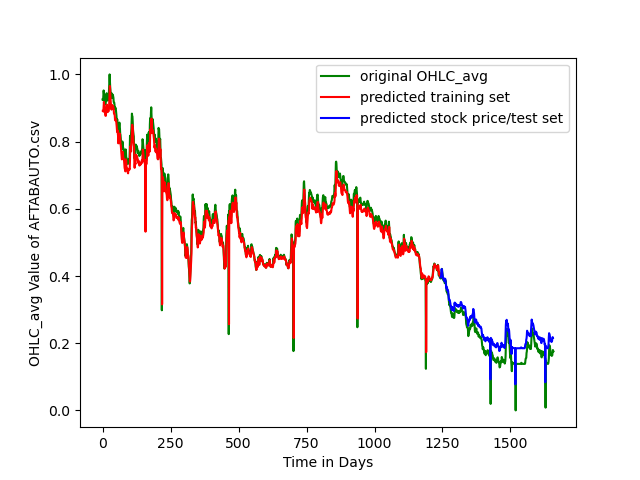 original OHLC_avg
predicted training set
predicted stock price/test set
OHLC_avg Value of AFTABAUTO.csv
1.0
0.8
0.6
0.4
0.2
0.0
0 250 500 750 1000 1250 1500
Time in Days